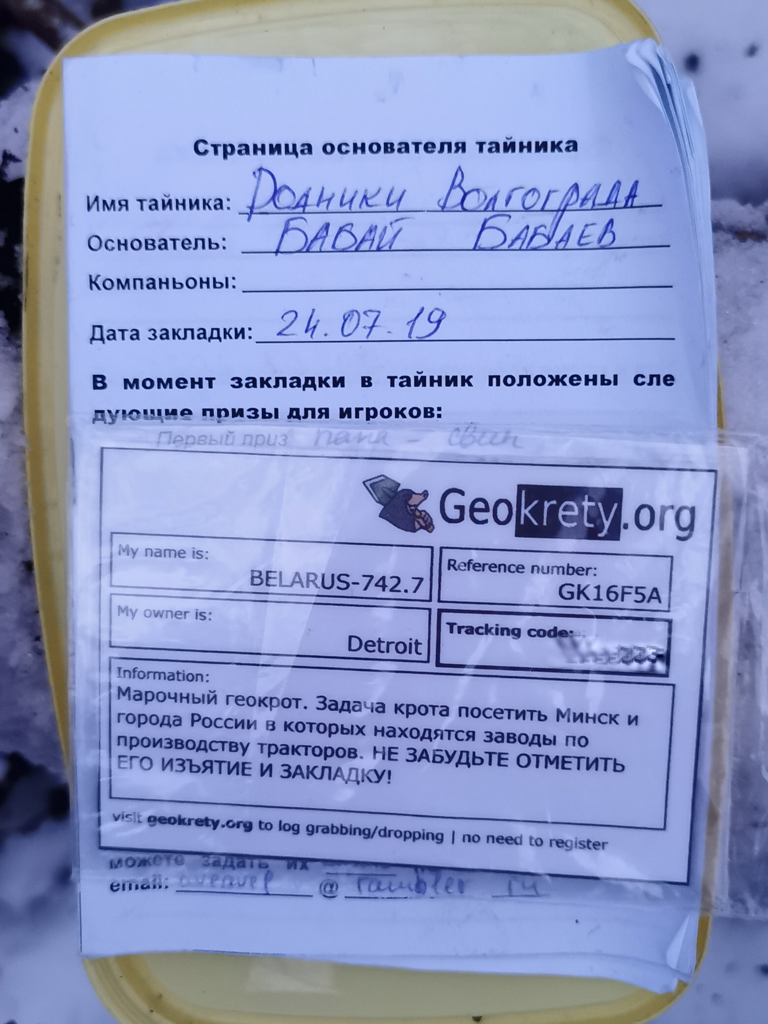 Страница основателя тайника
Имя тайника: Родники Волгограда
Основатель: БАБАЙ БАБАЕВ
Компаньоны:
Дата закладки: 24.07.19
В момент закладки в тайник положены сле
дующие призы для игроков:
Первый приз папа - свин
Geokrety.org
My name is:
BELARUS-742.7
Reference number:
GK16F5A
My owner is:
Detroit
Tracking code:
Information:
Марочный геокрот. Задача крота посетить Минск и
города России в которых находятся заводы по
производству тракторов. НЕ ЗАБУДЬТЕ ОТМЕТИТЬ
ЕГО ИЗЪЯТИЕ И ЗАКЛАДКУ!
visit geokrety.org to log grabbing/dropping | no need to register
можете задать их
email: @ rambler ru